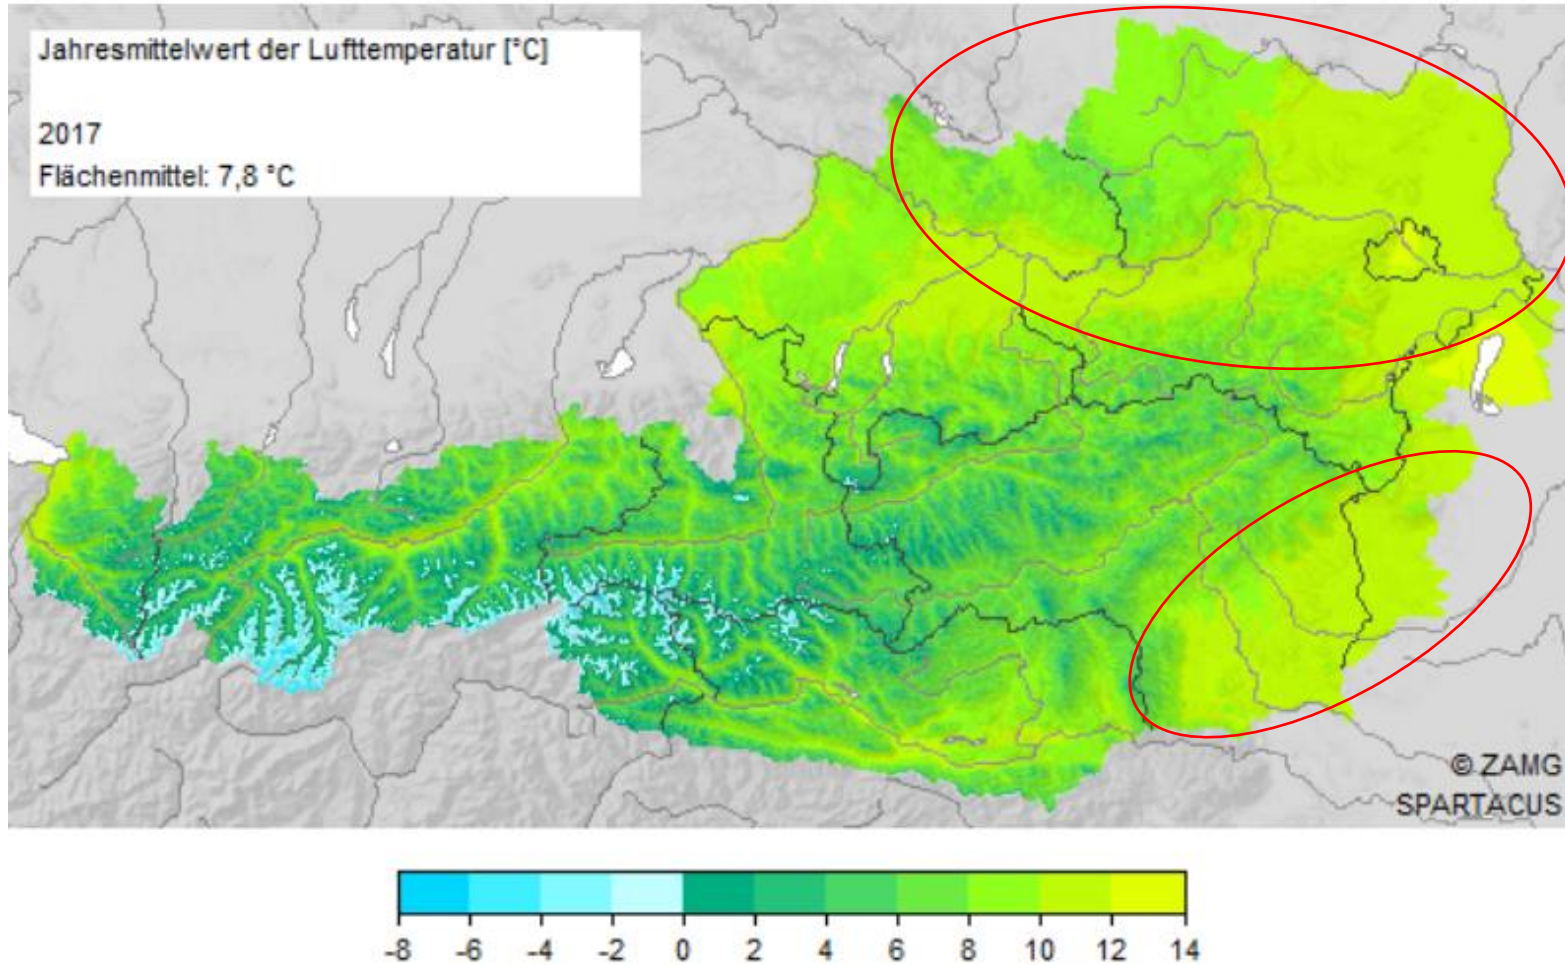 Jahresmittelwert der Lufttemperatur [°C]
2017
Flächenmittel: 7,8 °C
© ZAMG
SPARTACUS
-8 -6 -4 -2 0 2 4 6 8 10 12 14